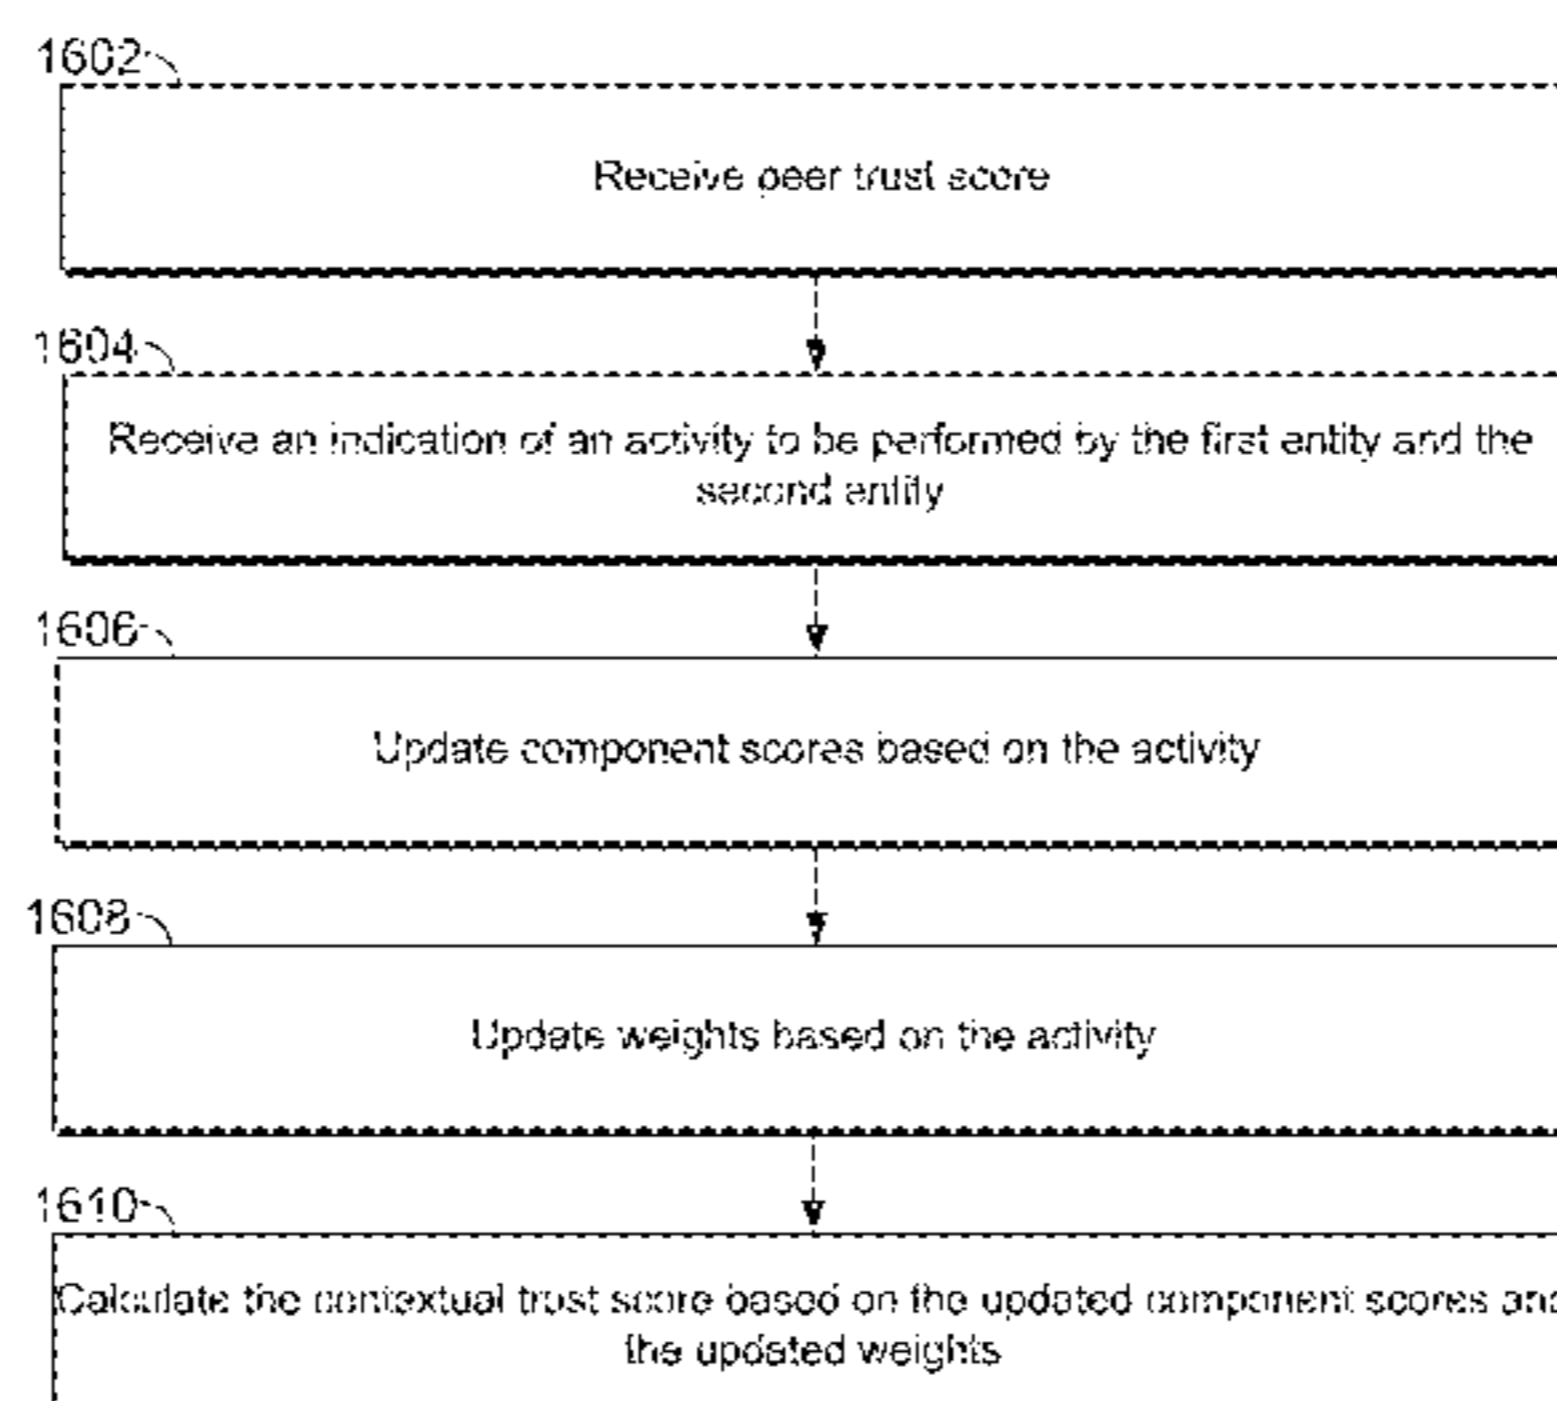 1602
Receive peer trust score
1604
Receive an indication of an activity to be performed by the first entity and the
second entity
1606
Update component scores based on the activity
1608
Update weights based on the activity
1610
Calculate the contextual trust score based on the updated component scores and
the updated weights